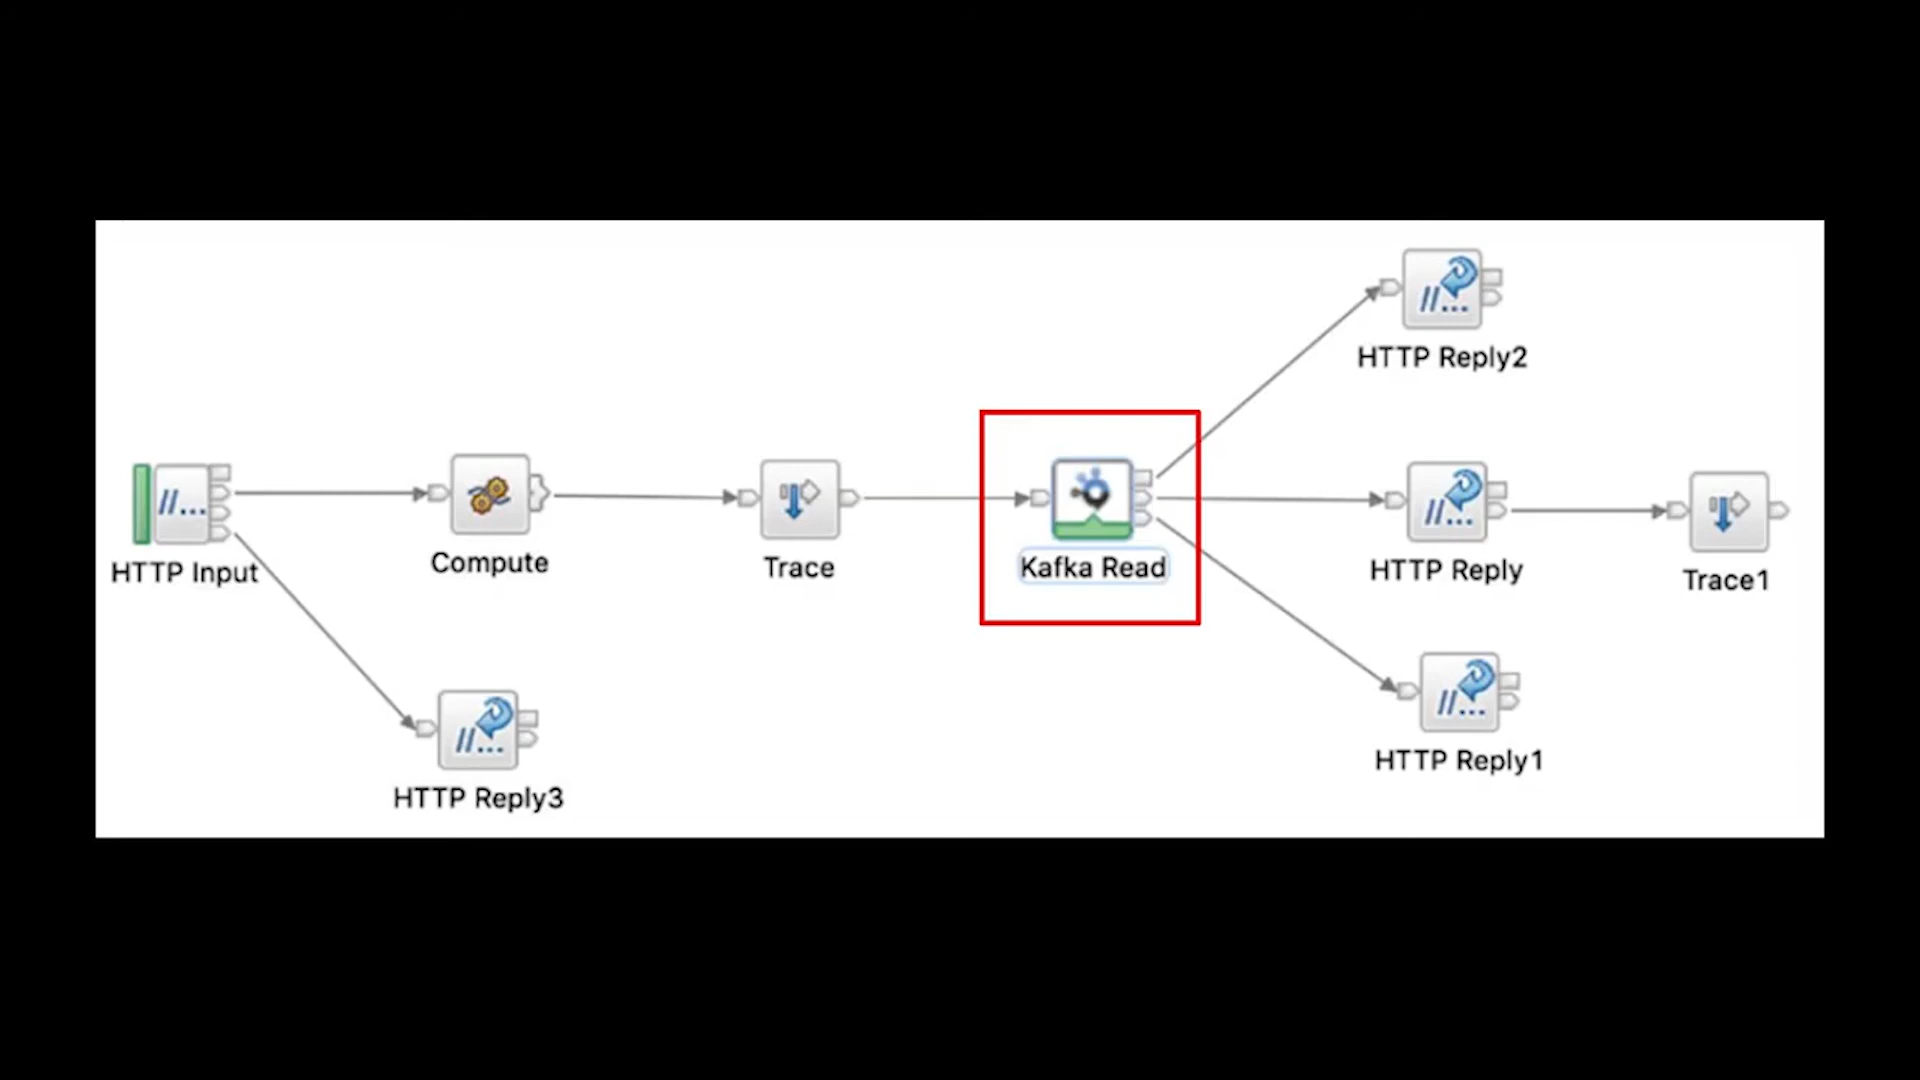 HTTP Reply2
HTTP Input
Compute
Trace
Kafka Read
HTTP Reply
Trace1
HTTP Reply3
HTTP Reply1